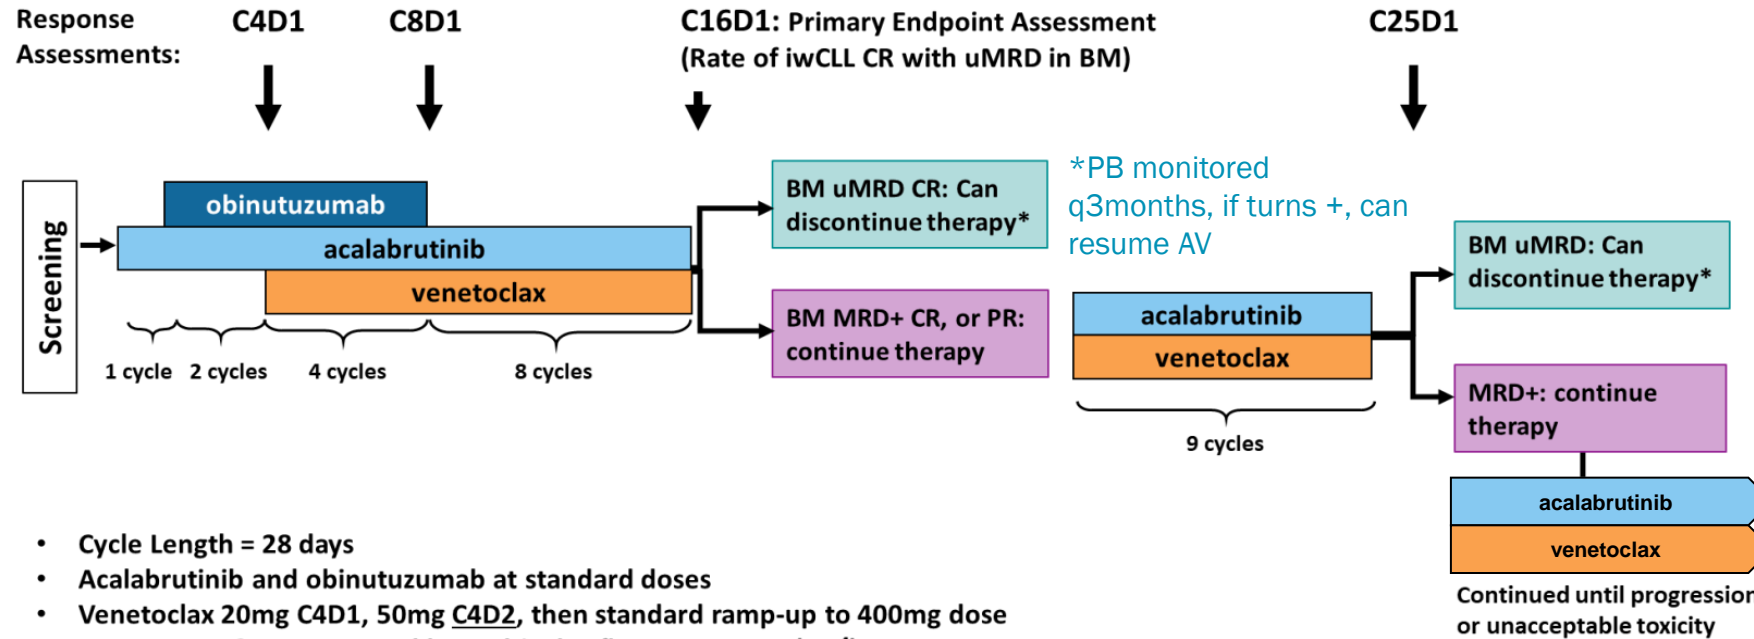 Response
Assessments:
C4D1
C8D1
C16D1: Primary Endpoint Assessment
(Rate of iwCLL CR with uMRD in BM)
C25D1
Screening
obinutuzumab
acalabrutinib
venetoclax
1 cycle
2 cycles
4 cycles
8 cycles
BM uMRD CR: Can
discontinue therapy*
BM MRD+ CR, or PR:
continue therapy
*PB monitored
q3months, if turns +, can
resume AV
acalabrutinib
venetoclax
9 cycles
BM uMRD: Can
discontinue therapy*
MRD+: continue
therapy
acalabrutinib
venetoclax
Continued until progression
or unacceptable toxicity
• Cycle Length = 28 days
• Acalabrutinib and obinutuzumab at standard doses
• Venetoclax 20mg C4D1, 50mg C4D2, then standard ramp-up to 400mg dose